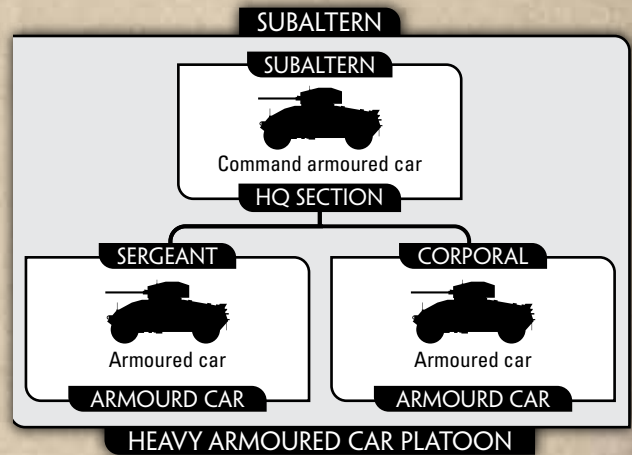 SUBALTERN
SUBALTERN
Command armoured car
HQ SECTION
SERGEANT
CORPORAL
Armoured car
Armoured car
ARMOURD CAR
ARMOURD CAR
HEAVY ARMOURED CAR PLATOON